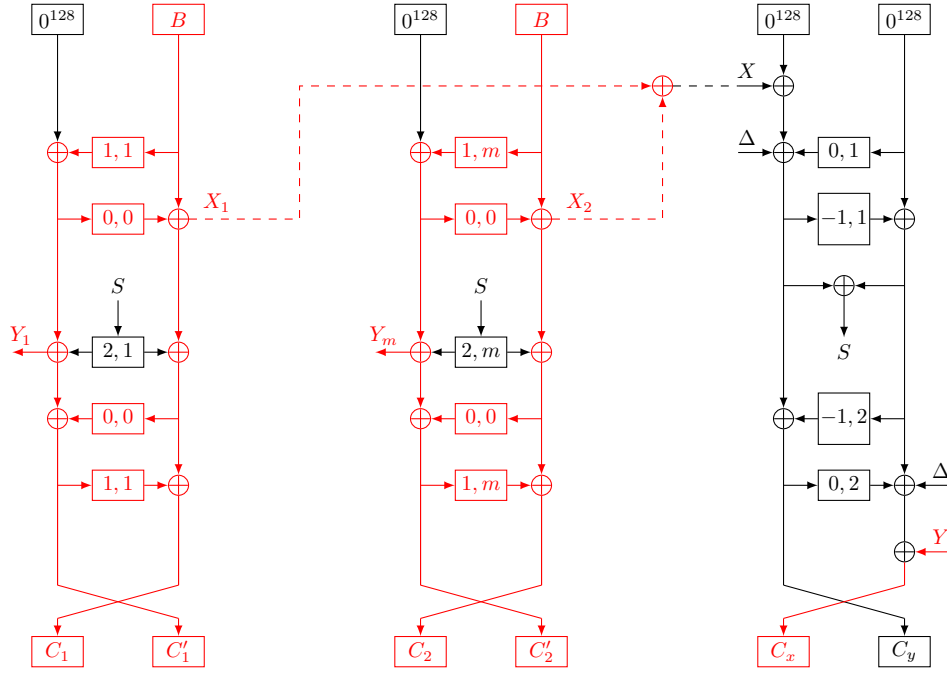 0^{128} B 0^{128} B 0^{128} 0^{128}
X
1, 1 1, m Δ 0, 1
X_1 X_2
0, 0 0, 0 −1, 1
S S
Y_1 2, 1 Y_m 2, m S
0, 0 0, 0 −1, 2
1, 1 1, m 0, 2 Δ
Y
C_1 C'_1 C_2 C'_2 C_x C_y